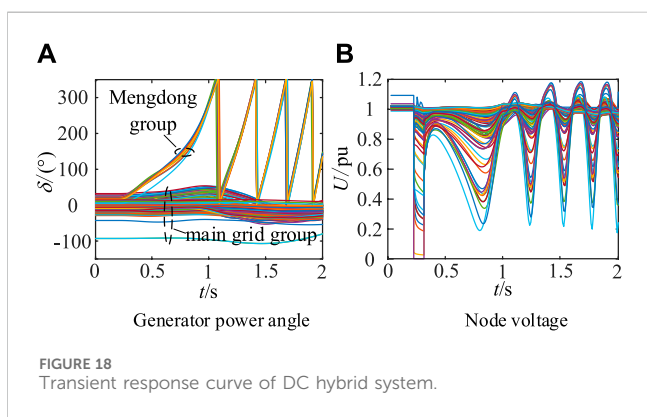 A
B
300
200
100
0
-100
δ/(°)
Mengdong
group
main grid group
0
0.5
1
1.5
2
t/s
Generator power angle
1.2
1
0.8
0.6
0.4
0.2
0
U/pu
0
0.5
1
1.5
2
t/s
Node voltage
FIGURE 18
Transient response curve of DC hybrid system.